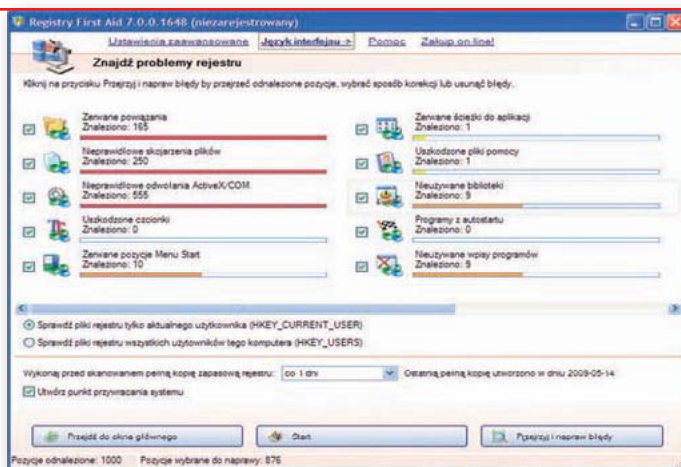 Registry First Aid 7.0.0.1648 (niezarejestrowany)
Ustawienia zaawansowane Język interfejsu -> Pomoc Zakup on-line!
Znajdź problemy rejestru
Kliknij na przycisku Przejrzyj i napraw błędy by przejrzeć odnalezione pozycje, wybrać sposób korekcji lub usunąć błędy.
Zerwane powiązania
Znaleziono: 165
Nieprawidłowe skojarzenia plików
Znaleziono: 250
Nieprawidłowe odwołania ActiveX/COM
Znaleziono: 555
Uszkodzone czcionki
Znaleziono: 0
Zerwane pozycje Menu Start
Znaleziono: 10
Zerwane ścieżki do aplikacji
Znaleziono: 1
Uszkodzone pliki pomocy
Znaleziono: 1
Nieużywane biblioteki
Znaleziono: 9
Programy z autostartu
Znaleziono: 0
Nieużywane wpisy programów
Znaleziono: 9
Sprawdź pliki rejestru tylko aktualnego użytkownika (HKEY_CURRENT_USER)
Sprawdź pliki rejestru wszystkich użytowników tego komputera (HKEY_USERS)
Wykonaj przed skanowaniem pełną kopię zapasową rejestru: co 1 dni Ostatnią pełną kopię utworzono w dniu 2009-05-14
Utwórz punkt przywracania systemu
Przejdź do okna głównego Start Przejrzyj i napraw błędy
Pozycje odnalezione: 1000 Pozycje wybrane do naprawy: 876